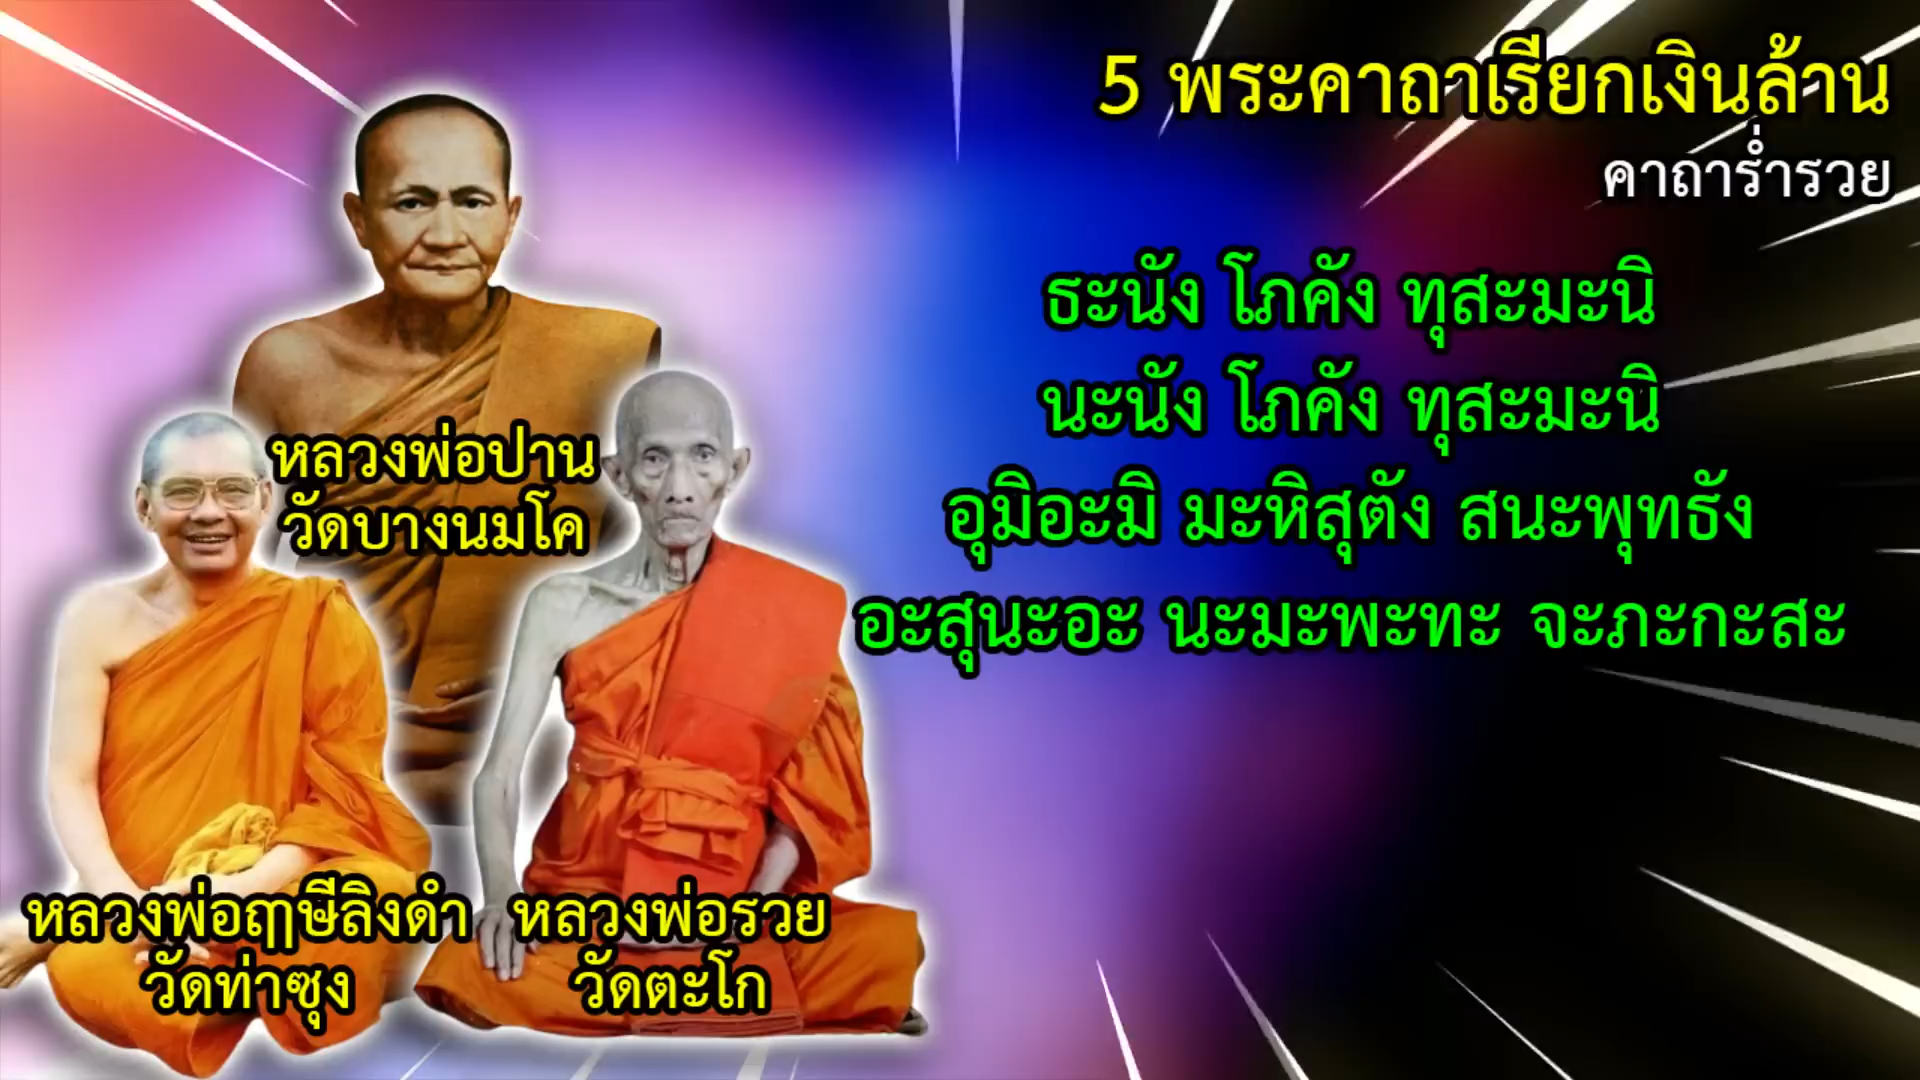 5 พระคาถาเรียกเงินล้าน
คาถาร่ำรวย
ธะนัง โภคัง ทุสะมะนิ
นะนัง โภคัง ทุสะมะนิ
อุมิอะมิ มะหิสุตัง สนะพุทธัง
อะสุนะอะ นะมะพะทะ จะภะกะสะ
หลวงพ่อปาน
วัดบางนมโค
หลวงพ่อฤๅษีลิงดำ
วัดท่าซุง
หลวงพ่อรวย
วัดตะโก